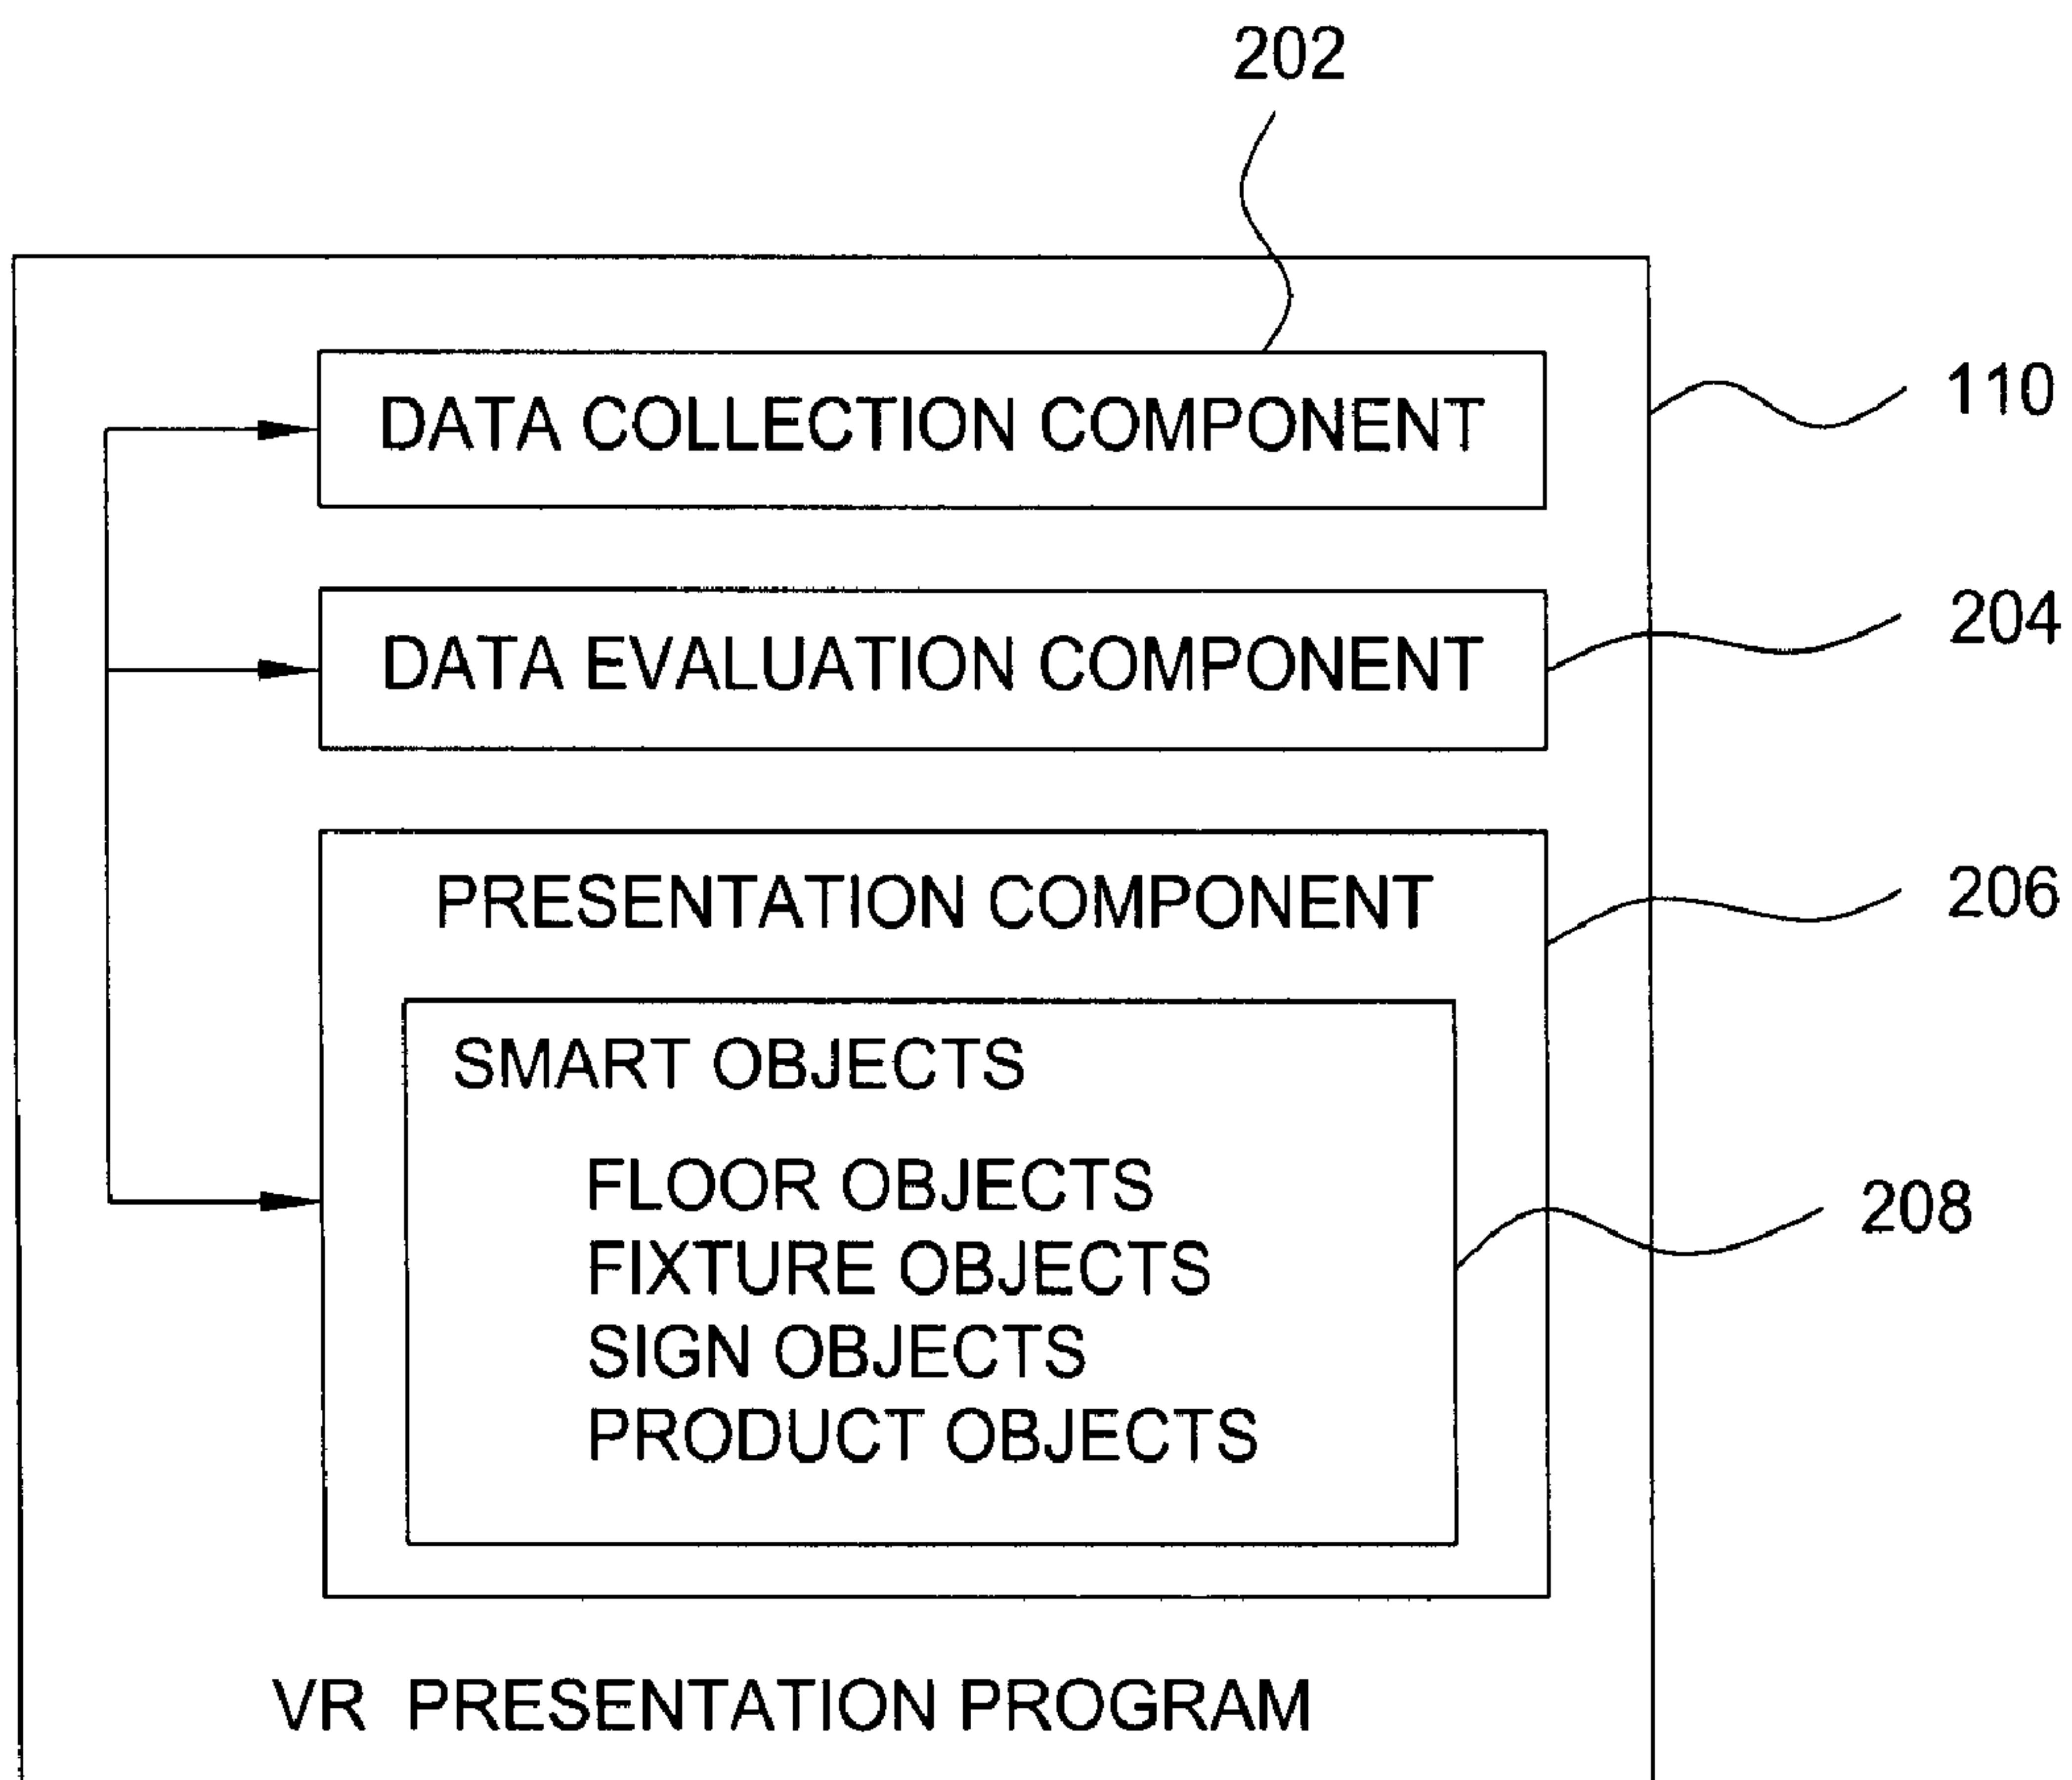 202
DATA COLLECTION COMPONENT
110
DATA EVALUATION COMPONENT
204
PRESENTATION COMPONENT
206
SMART OBJECTS
FLOOR OBJECTS
208
FIXTURE OBJECTS
SIGN OBJECTS
PRODUCT OBJECTS
VR PRESENTATION PROGRAM